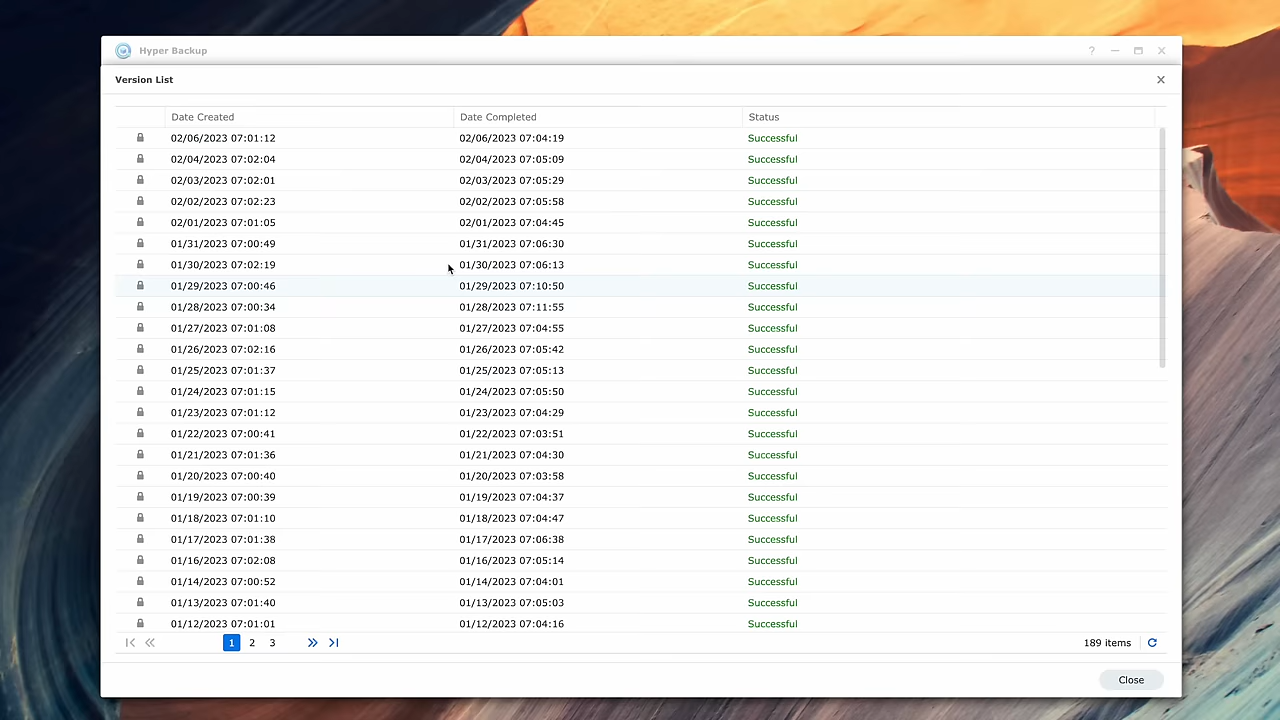 Hyper Backup
Version List
Date Created Date Completed Status
02/06/2023 07:01:12 02/06/2023 07:04:19 Successful
02/04/2023 07:02:04 02/04/2023 07:05:09 Successful
02/03/2023 07:02:01 02/03/2023 07:05:29 Successful
02/02/2023 07:02:23 02/02/2023 07:05:58 Successful
02/01/2023 07:01:05 02/01/2023 07:04:45 Successful
01/31/2023 07:00:49 01/31/2023 07:06:30 Successful
01/30/2023 07:02:19 01/30/2023 07:06:13 Successful
01/29/2023 07:00:46 01/29/2023 07:10:50 Successful
01/28/2023 07:00:34 01/28/2023 07:11:55 Successful
01/27/2023 07:01:08 01/27/2023 07:04:55 Successful
01/26/2023 07:02:16 01/26/2023 07:05:42 Successful
01/25/2023 07:01:37 01/25/2023 07:05:13 Successful
01/24/2023 07:01:15 01/24/2023 07:05:50 Successful
01/23/2023 07:01:12 01/23/2023 07:04:29 Successful
01/22/2023 07:00:41 01/22/2023 07:03:51 Successful
01/21/2023 07:01:36 01/21/2023 07:04:30 Successful
01/20/2023 07:00:40 01/20/2023 07:03:58 Successful
01/19/2023 07:00:39 01/19/2023 07:04:37 Successful
01/18/2023 07:01:10 01/18/2023 07:04:47 Successful
01/17/2023 07:01:38 01/17/2023 07:06:38 Successful
01/16/2023 07:02:08 01/16/2023 07:05:14 Successful
01/14/2023 07:00:52 01/14/2023 07:04:01 Successful
01/13/2023 07:01:40 01/13/2023 07:05:03 Successful
01/12/2023 07:01:01 01/12/2023 07:04:16 Successful
1 2 3 189 items
Close